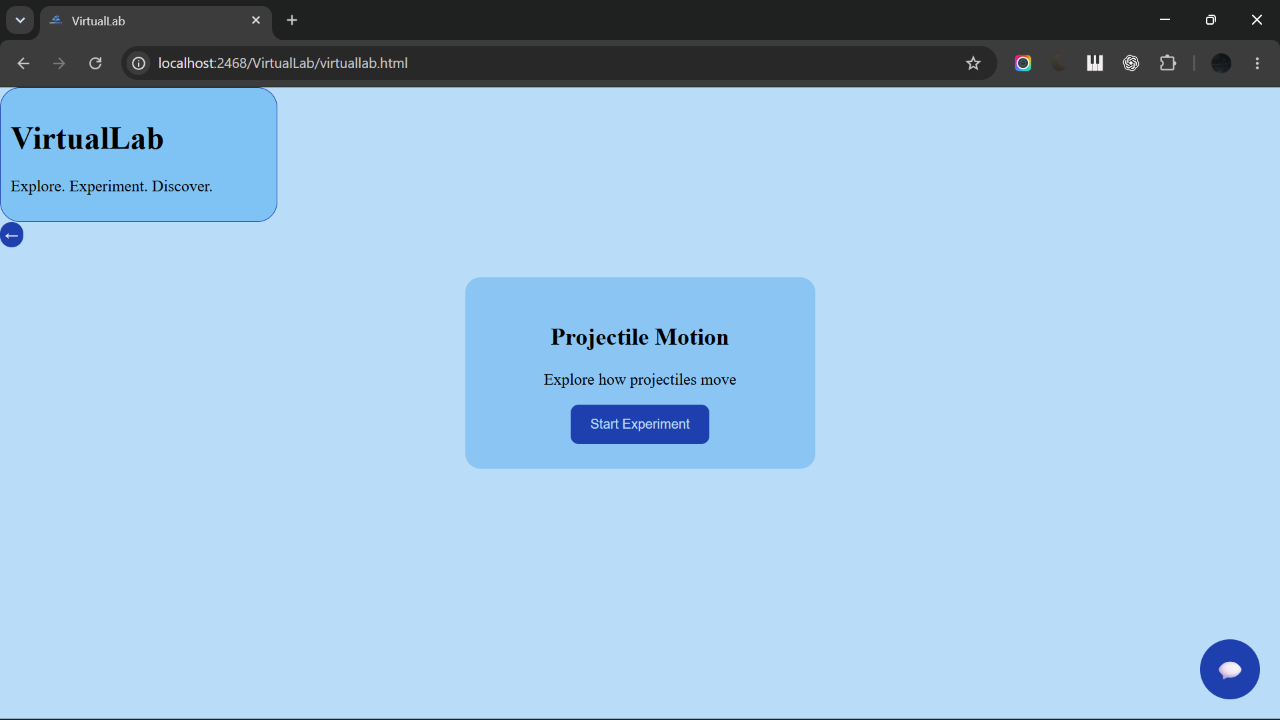 VirtualLab
localhost:2468/VirtualLab/virtuallab.html
VirtualLab
Explore. Experiment. Discover.
←
Projectile Motion
Explore how projectiles move
Start Experiment